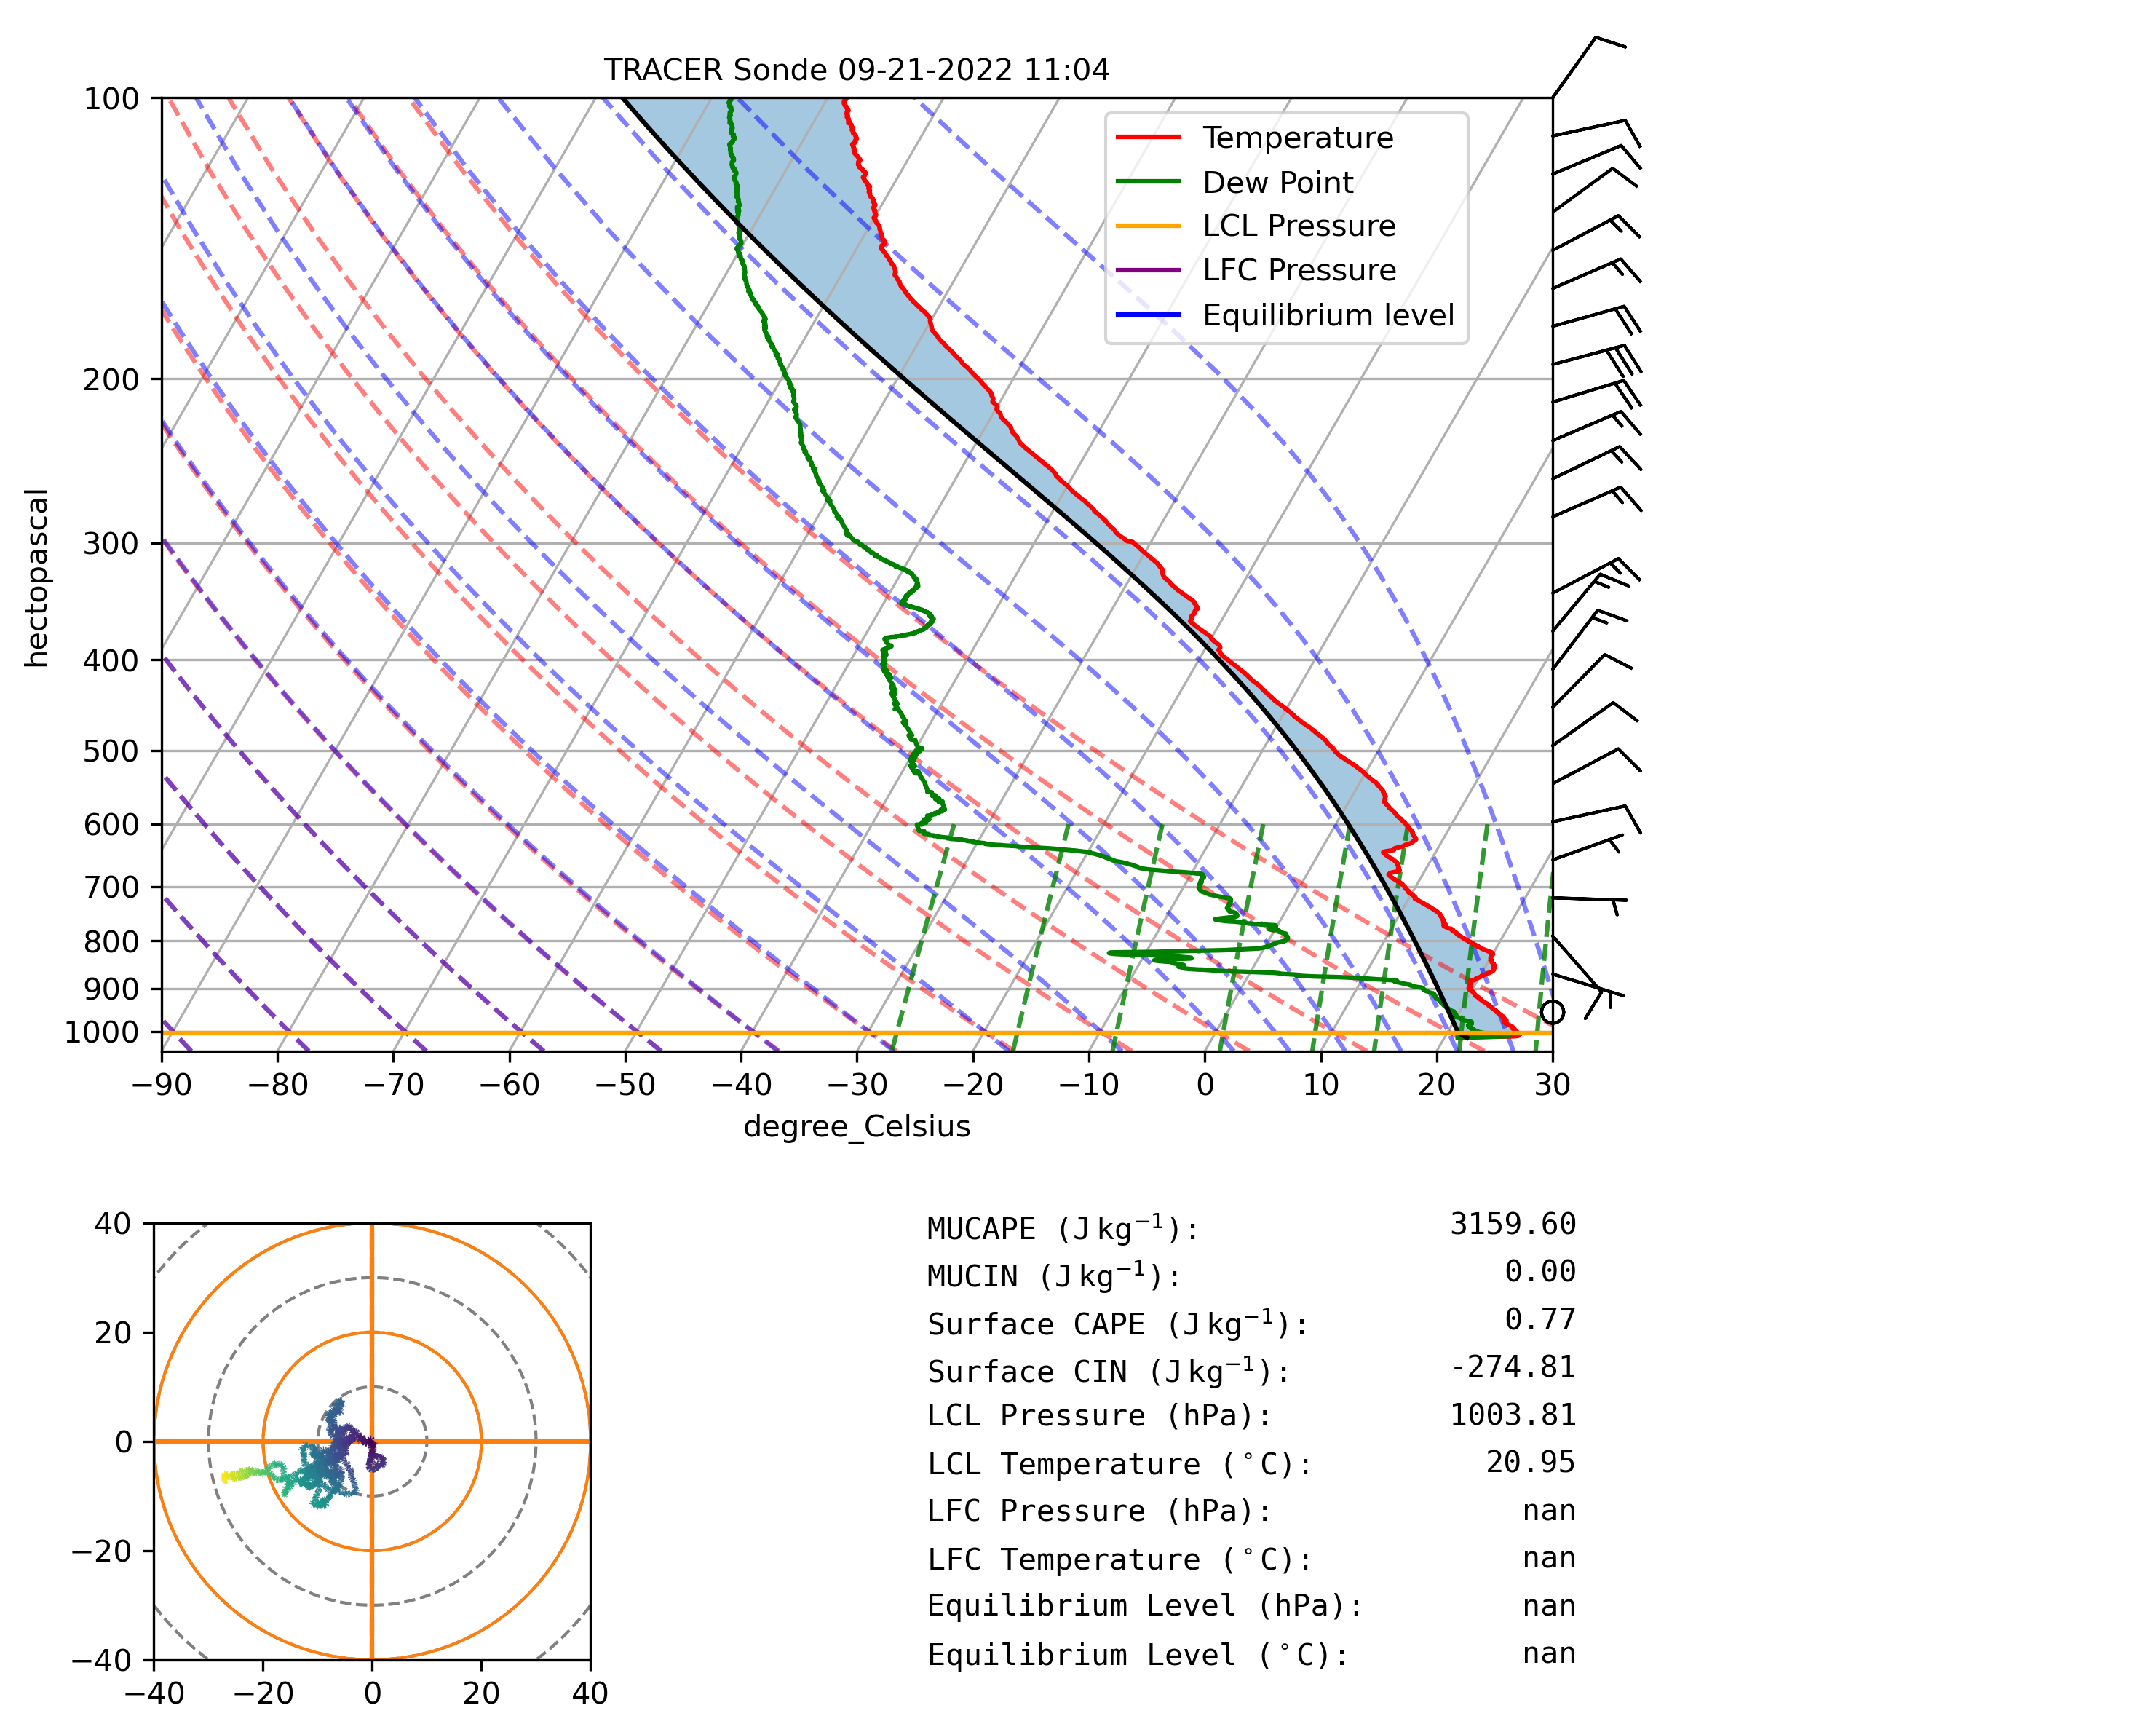 TRACER Sonde 09-21-2022 11:04
Temperature
Dew Point
LCL Pressure
LFC Pressure
Equilibrium level
100
200
300
400
500
600
700
800
900
1000
hectopascal
−90 −80 −70 −60 −50 −40 −30 −20 −10 0 10 20 30
degree_Celsius
40
20
0
−20
−40
−40 −20 0 20 40
MUCAPE (J kg⁻¹): 3159.60
MUCIN (J kg⁻¹): 0.00
Surface CAPE (J kg⁻¹): 0.77
Surface CIN (J kg⁻¹): -274.81
LCL Pressure (hPa): 1003.81
LCL Temperature (°C): 20.95
LFC Pressure (hPa): nan
LFC Temperature (°C): nan
Equilibrium Level (hPa): nan
Equilibrium Level (°C): nan